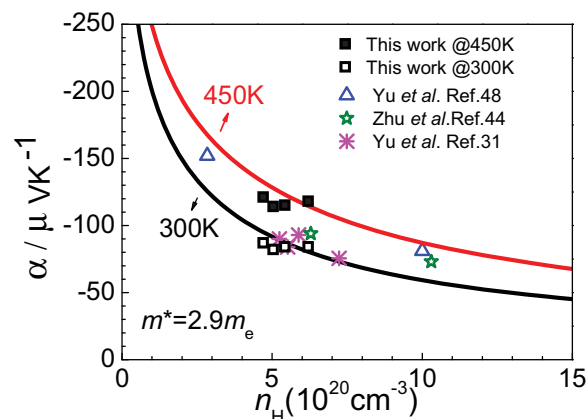 -250
-200
-150
-100
-50
0
α / μ VK⁻¹
This work @450K
This work @300K
Yu et al. Ref.48
Zhu et al.Ref.44
Yu et al. Ref.31
450K
300K
m*=2.9mₑ
0 5 10 15
n_H(10²⁰cm⁻³)